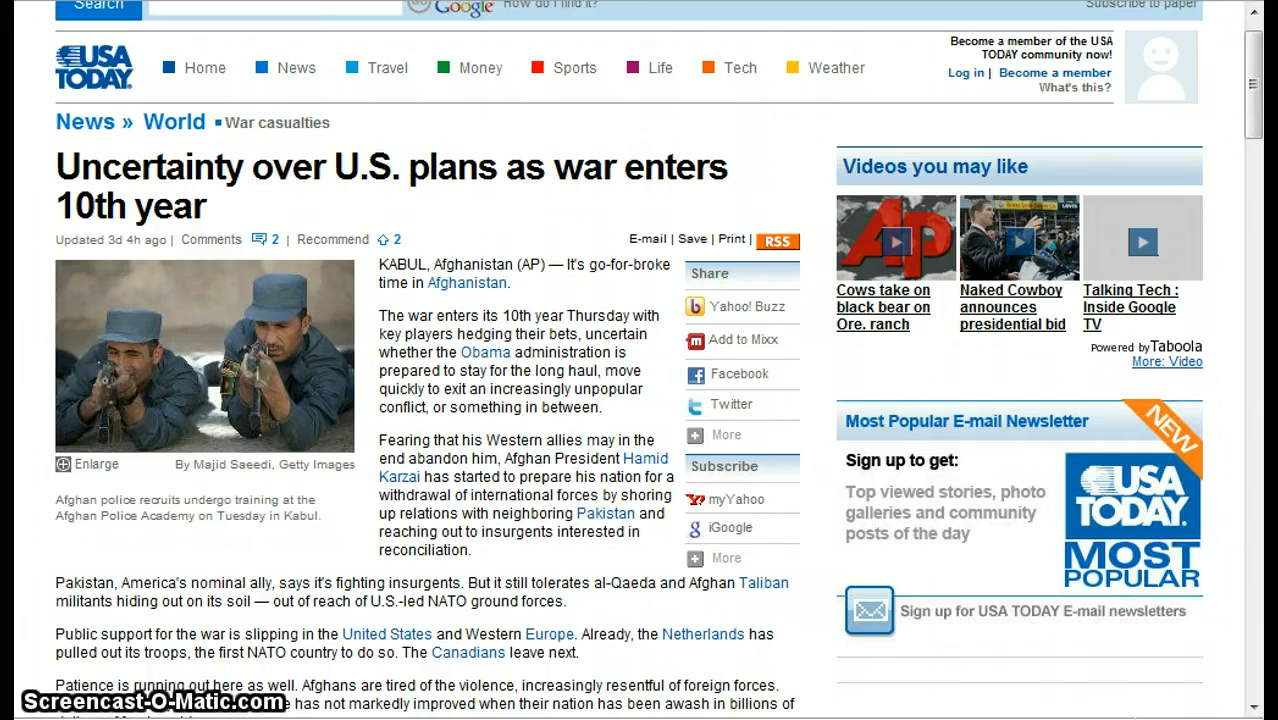 Search
Google
How do I find it?
Subscribe to paper
USA TODAY
Home News Travel Money Sports Life Tech Weather
Become a member of the USA
TODAY community now!
Log in | Become a member
What's this?
News » World War casualties
Uncertainty over U.S. plans as war enters
10th year
Updated 3d 4h ago | Comments 2 | Recommend 2
E-mail | Save | Print | RSS
Enlarge By Majid Saeedi, Getty Images
Afghan police recruits undergo training at the
Afghan Police Academy on Tuesday in Kabul.
KABUL, Afghanistan (AP) — It's go-for-broke
time in Afghanistan.
The war enters its 10th year Thursday with
key players hedging their bets, uncertain
whether the Obama administration is
prepared to stay for the long haul, move
quickly to exit an increasingly unpopular
conflict, or something in between.
Fearing that his Western allies may in the
end abandon him, Afghan President Hamid
Karzai has started to prepare his nation for a
withdrawal of international forces by shoring
up relations with neighboring Pakistan and
reaching out to insurgents interested in
reconciliation.
Share
Yahoo! Buzz
Add to Mixx
Facebook
Twitter
More
Subscribe
myYahoo
iGoogle
More
Pakistan, America's nominal ally, says it's fighting insurgents. But it still tolerates al-Qaeda and Afghan Taliban
militants hiding out on its soil — out of reach of U.S.-led NATO ground forces.
Public support for the war is slipping in the United States and Western Europe. Already, the Netherlands has
pulled out its troops, the first NATO country to do so. The Canadians leave next.
Patience is running out here as well. Afghans are tired of the violence, increasingly resentful of foreign forces.
has not markedly improved when their nation has been awash in billions of
Videos you may like
AP
Cows take on
black bear on
Ore. ranch
Naked Cowboy
announces
presidential bid
Talking Tech :
Inside Google
TV
Powered by Taboola
More: Video
Most Popular E-mail Newsletter
NEW
Sign up to get:
Top viewed stories, photo
galleries and community
posts of the day
USA
TODAY
MOST
POPULAR
Sign up for USA TODAY E-mail newsletters
Screencast-O-Matic.com